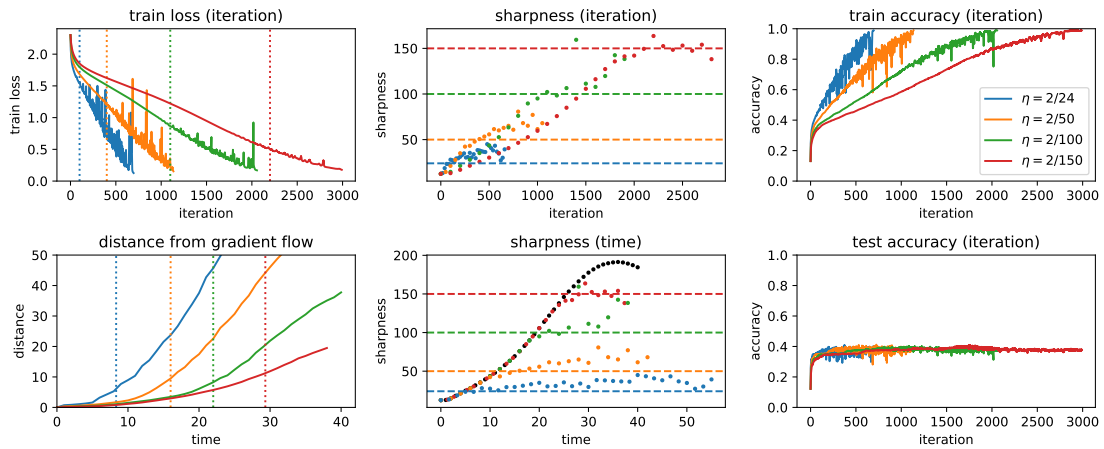 train loss (iteration)
train loss
2.0
1.5
1.0
0.5
0.0
0 500 1000 1500 2000 2500 3000
iteration
sharpness (iteration)
sharpness
150
100
50
0 500 1000 1500 2000 2500
iteration
train accuracy (iteration)
accuracy
1.0
0.8
0.6
0.4
0.2
0.0
η = 2/24
η = 2/50
η = 2/100
η = 2/150
0 500 1000 1500 2000 2500 3000
iteration
distance from gradient flow
distance
50
40
30
20
10
0
0 10 20 30 40
time
sharpness (time)
sharpness
200
150
100
50
0 10 20 30 40 50
time
test accuracy (iteration)
accuracy
1.0
0.8
0.6
0.4
0.2
0.0
0 500 1000 1500 2000 2500 3000
iteration